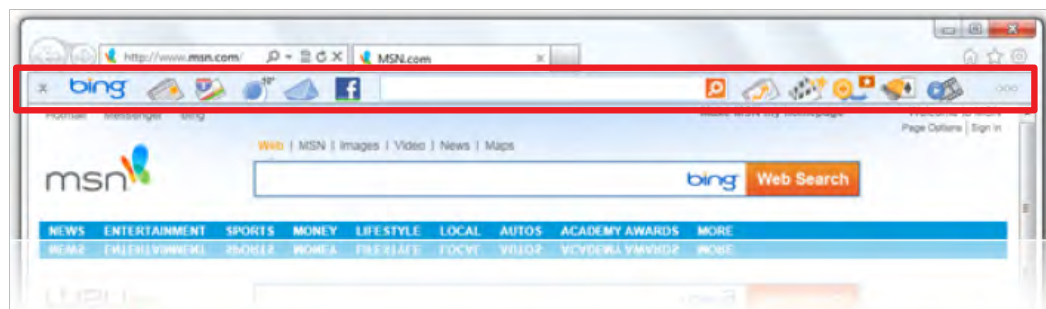 http://www.msn.com/ MSN.com
bing
Hotmail Messenger Bing Make MSN my homepage Welcome to MSN
Page Options | Sign in
Web | MSN | Images | Video | News | Maps
msn bing Web Search
NEWS ENTERTAINMENT SPORTS MONEY LIFESTYLE LOCAL AUTOS ACADEMY AWARDS MORE